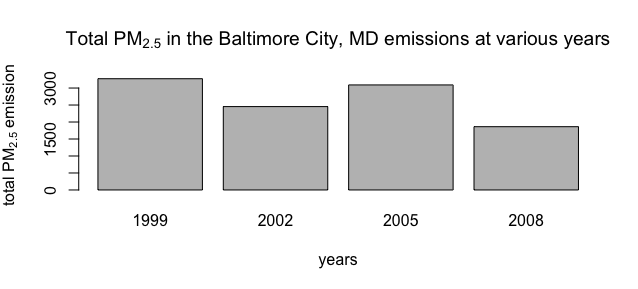 Total PM2.5 in the Baltimore City, MD emissions at various years
total PM2.5 emission
3000
1500
0
1999 2002 2005 2008
years